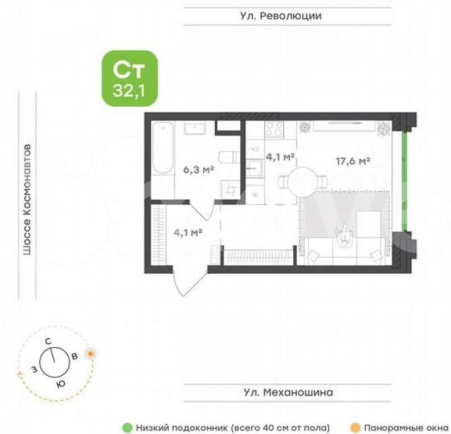 Ул. Революции
Ст
32,1
Шоссе Космонавтов
6,3 м²
4,1 м²
17,6 м²
4,1 м²
С
З
В
Ю
Ул. Механошина
Низкий подоконник (всего 40 см от пола)
Панорамные окна